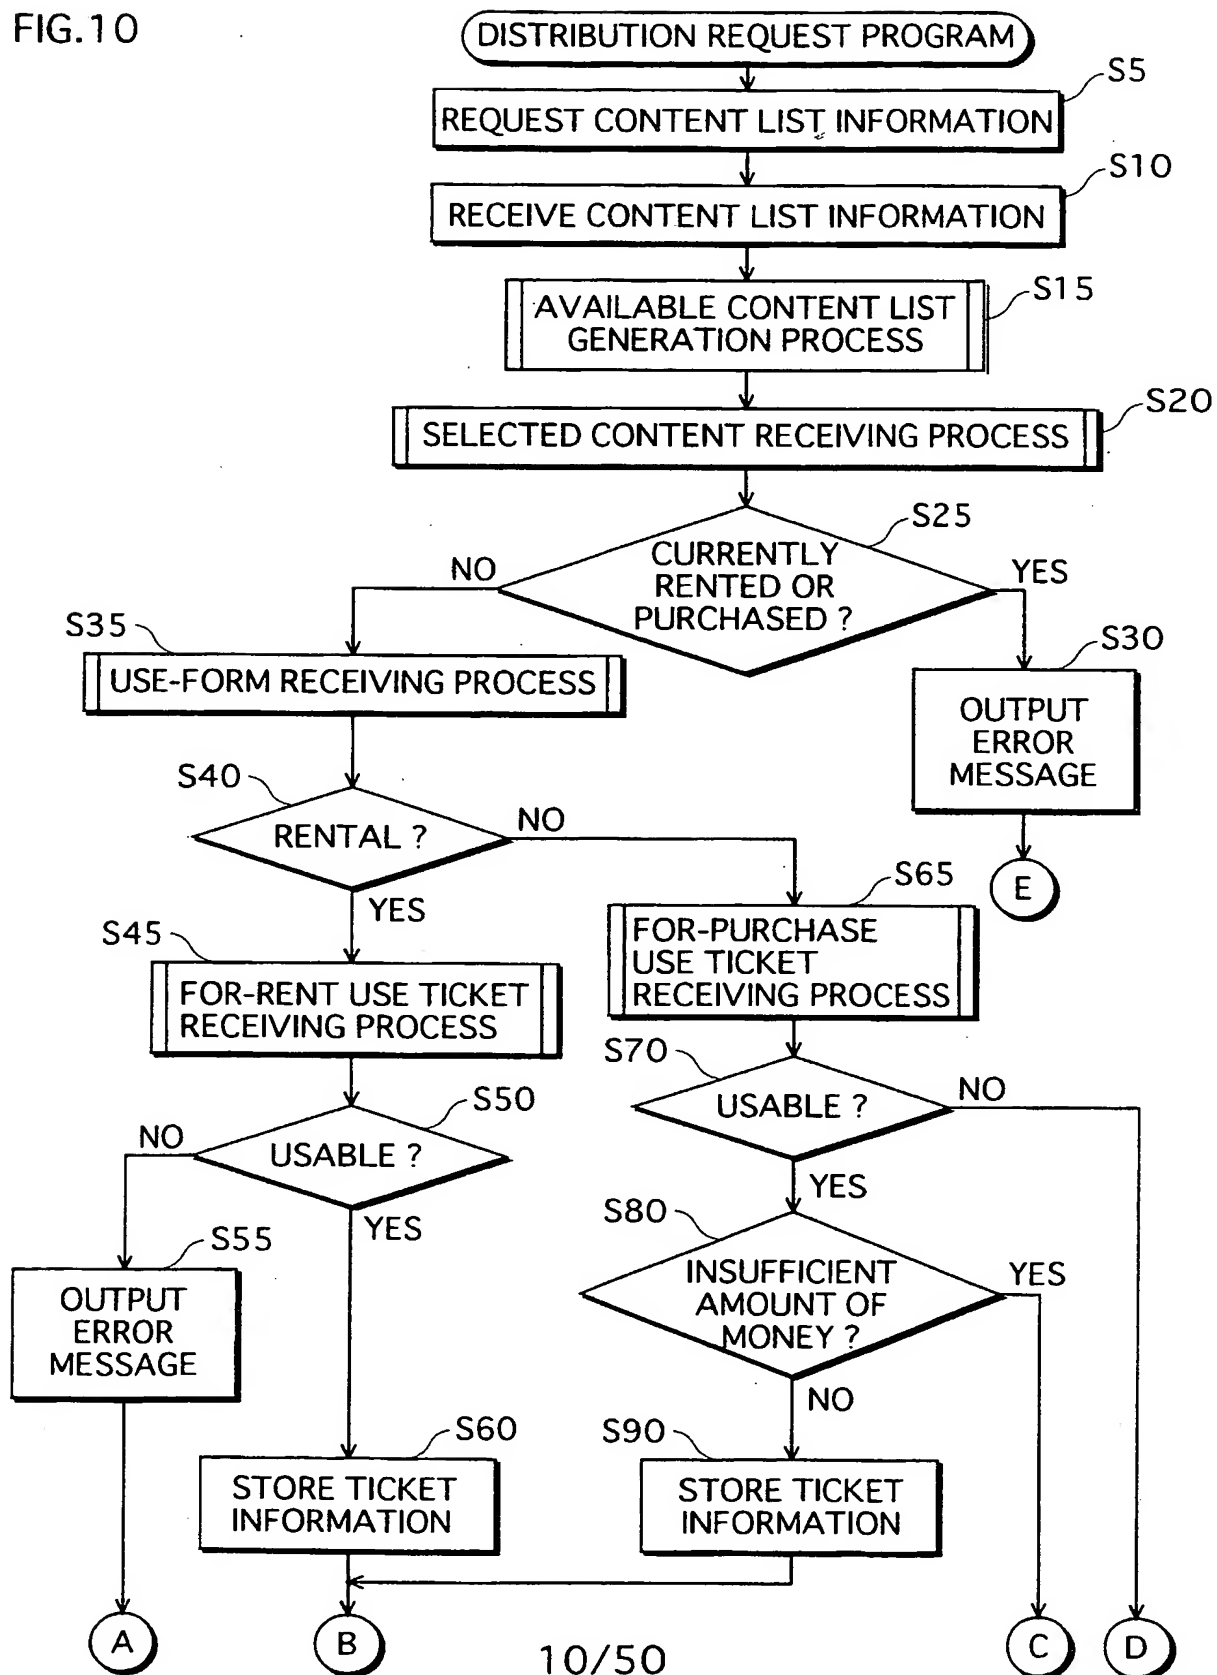 FIG.10
DISTRIBUTION REQUEST PROGRAM
S5
REQUEST CONTENT LIST INFORMATION
S10
RECEIVE CONTENT LIST INFORMATION
S15
AVAILABLE CONTENT LIST
GENERATION PROCESS
S20
SELECTED CONTENT RECEIVING PROCESS
S25
CURRENTLY
RENTED OR
PURCHASED ?
NO
YES
S35
USE-FORM RECEIVING PROCESS
S30
OUTPUT
ERROR
MESSAGE
E
S40
RENTAL ?
NO
YES
S45
FOR-RENT USE TICKET
RECEIVING PROCESS
S65
FOR-PURCHASE
USE TICKET
RECEIVING PROCESS
S50
USABLE ?
NO
YES
S70
USABLE ?
NO
YES
S55
OUTPUT
ERROR
MESSAGE
S80
INSUFFICIENT
AMOUNT OF
MONEY ?
YES
NO
S60
STORE TICKET
INFORMATION
S90
STORE TICKET
INFORMATION
A
B
C
D
10/50